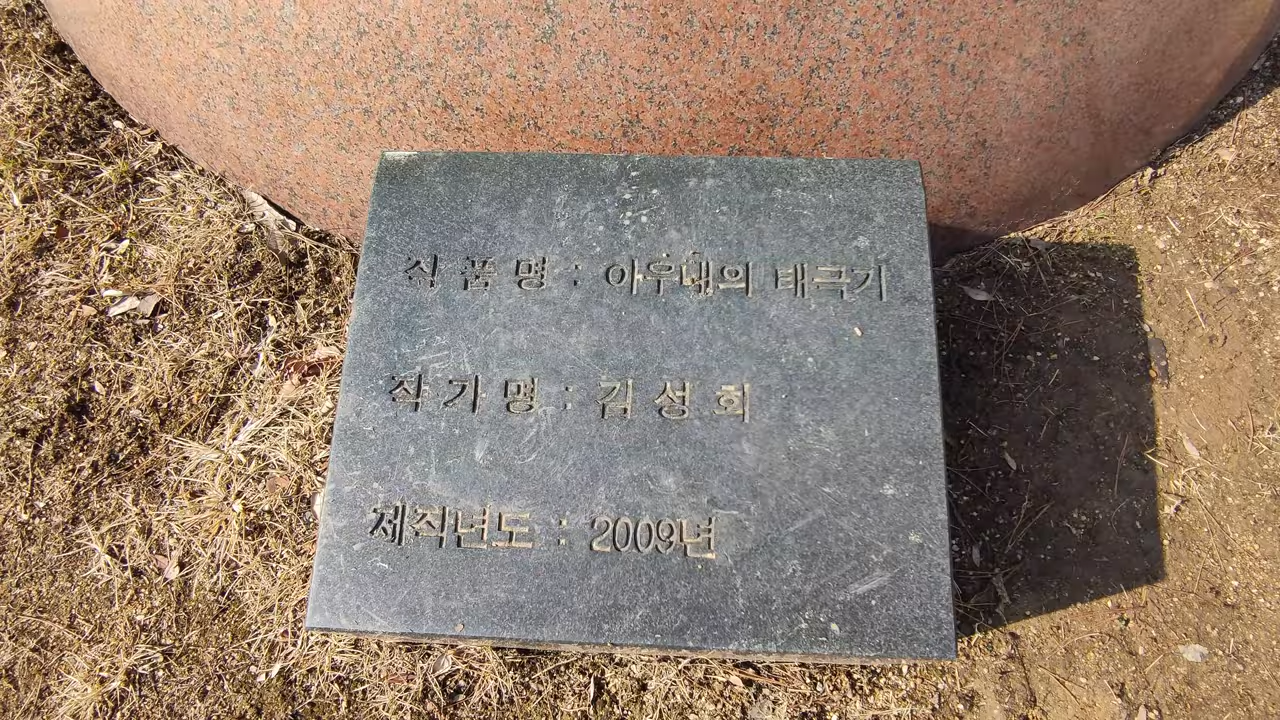 작 품 명 : 아우내의 태극기
작 가 명 : 김 성 회
제작년도 : 2009년